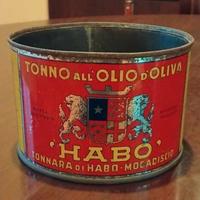 TONNO ALL'OLIO D'OLIVA
"HABO"
TONNARA DI HABO-MOGADISCIO